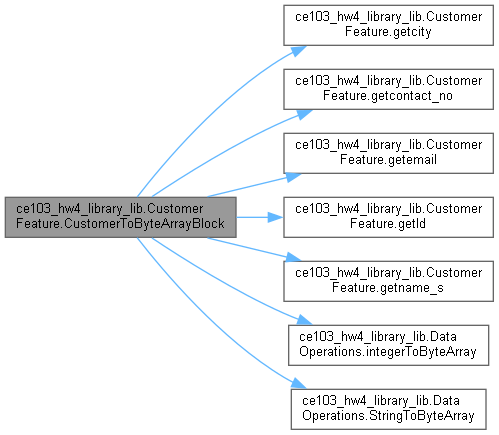 ce103_hw4_library_lib.Customer
Feature.getcity
ce103_hw4_library_lib.Customer
Feature.getcontact_no
ce103_hw4_library_lib.Customer
Feature.getemail
ce103_hw4_library_lib.Customer
Feature.CustomerToByteArrayBlock
ce103_hw4_library_lib.Customer
Feature.getId
ce103_hw4_library_lib.Customer
Feature.getname_s
ce103_hw4_library_lib.Data
Operations.integerToByteArray
ce103_hw4_library_lib.Data
Operations.StringToByteArray